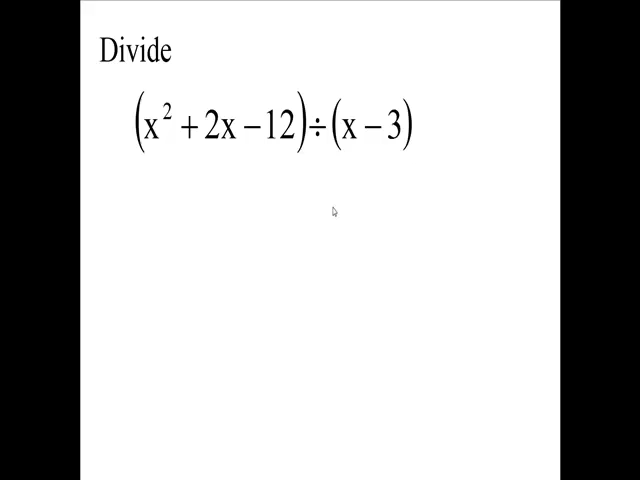 Divide
(x² + 2x − 12) ÷ (x − 3)